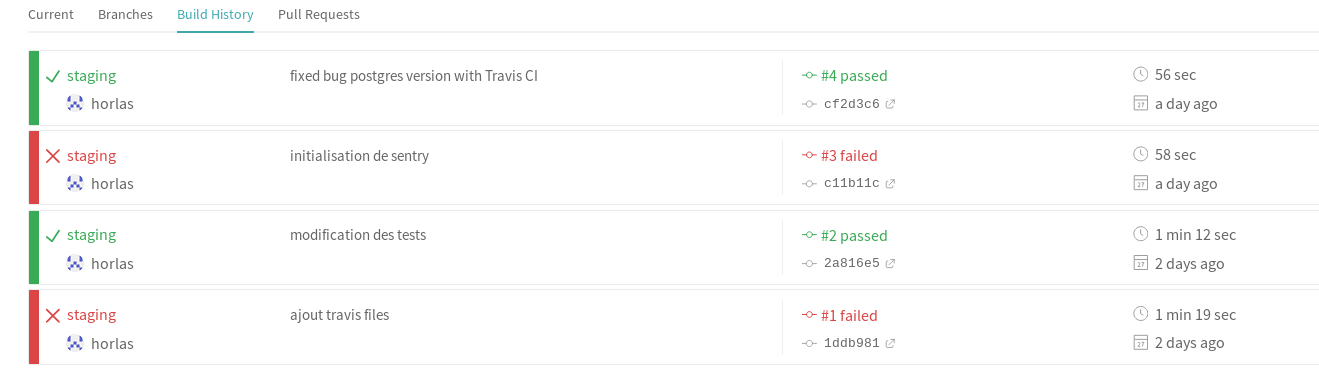 Current Branches Build History Pull Requests
staging fixed bug postgres version with Travis CI #4 passed 56 sec
horlas cf2d3c6 a day ago
staging initialisation de sentry #3 failed 58 sec
horlas c11b11c a day ago
staging modification des tests #2 passed 1 min 12 sec
horlas 2a816e5 2 days ago
staging ajout travis files #1 failed 1 min 19 sec
horlas 1ddb981 2 days ago